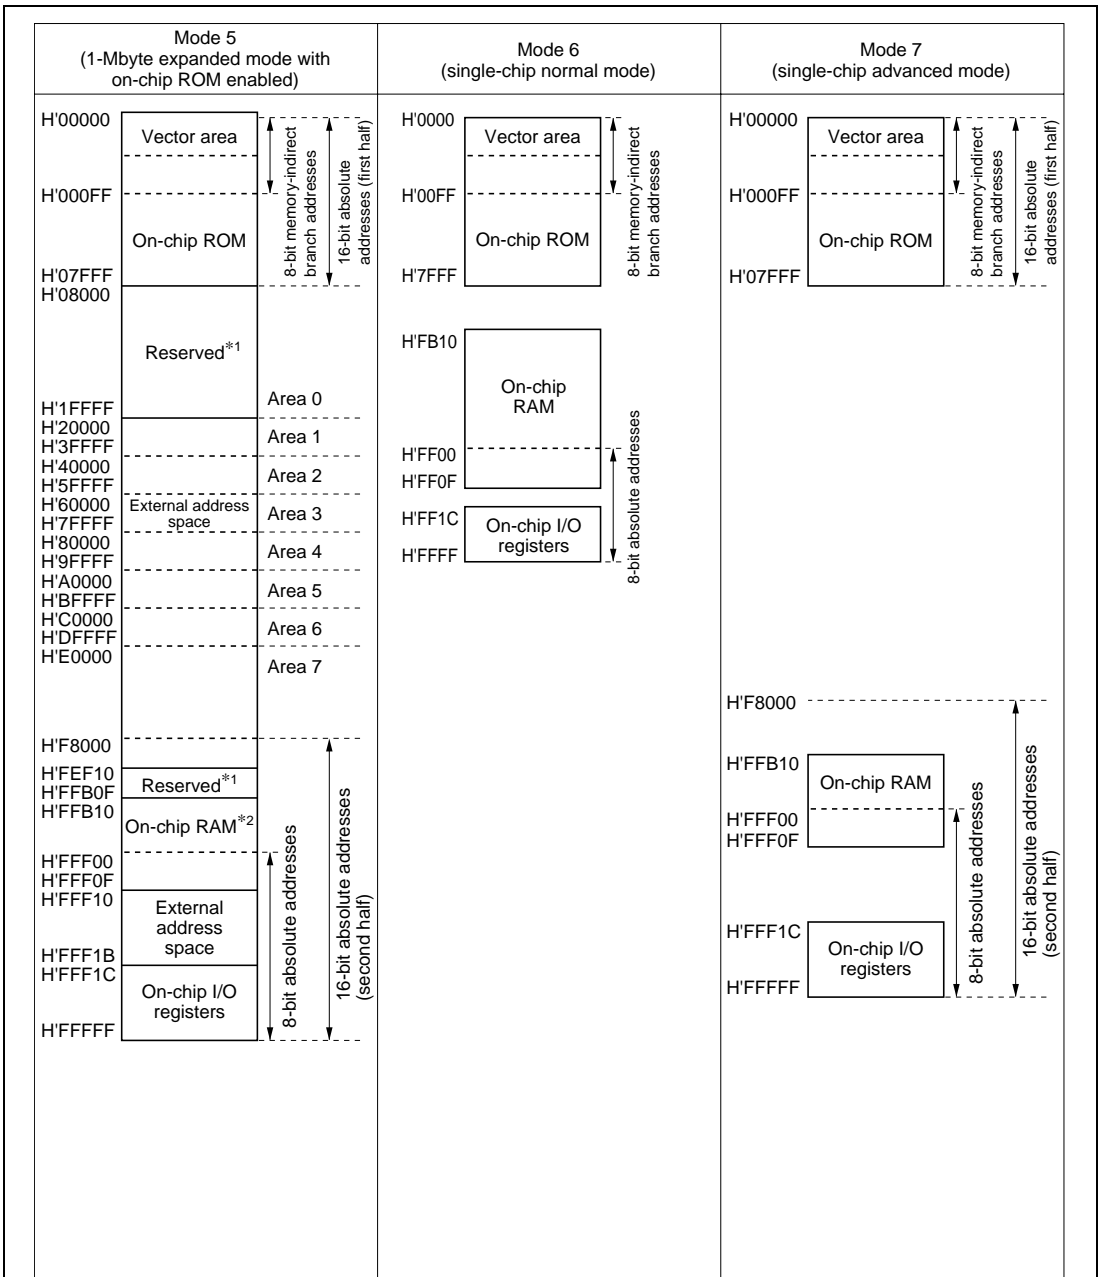 Mode 5
(1-Mbyte expanded mode with
on-chip ROM enabled)
H'00000
Vector area
H'000FF
On-chip ROM
H'07FFF
H'08000
Reserved*1
H'1FFFF
H'20000
H'3FFFF
H'40000
H'5FFFF
H'60000
External address
space
H'7FFFF
H'80000
H'9FFFF
H'A0000
H'BFFFF
H'C0000
H'DFFFF
H'E0000
Area 0
Area 1
Area 2
Area 3
Area 4
Area 5
Area 6
Area 7
H'F8000
H'FEF10
Reserved*1
H'FFB0F
H'FFB10
On-chip RAM*2
H'FFF00
H'FFF0F
H'FFF10
External
address
space
H'FFF1B
H'FFF1C
On-chip I/O
registers
H'FFFFF
8-bit memory-indirect
branch addresses
16-bit absolute
addresses (first half)
8-bit absolute addresses
16-bit absolute addresses
(second half)
Mode 6
(single-chip normal mode)
H'0000
Vector area
H'00FF
On-chip ROM
H'7FFF
8-bit memory-indirect
branch addresses
H'FB10
On-chip
RAM
H'FF00
H'FF0F
H'FF1C
On-chip I/O
registers
H'FFFF
8-bit absolute addresses
Mode 7
(single-chip advanced mode)
H'00000
Vector area
H'000FF
On-chip ROM
H'07FFF
8-bit memory-indirect
branch addresses
16-bit absolute
addresses (first half)
H'F8000
H'FFB10
On-chip RAM
H'FFF00
H'FFF0F
H'FFF1C
On-chip I/O
registers
H'FFFFF
8-bit absolute addresses
16-bit absolute addresses
(second half)